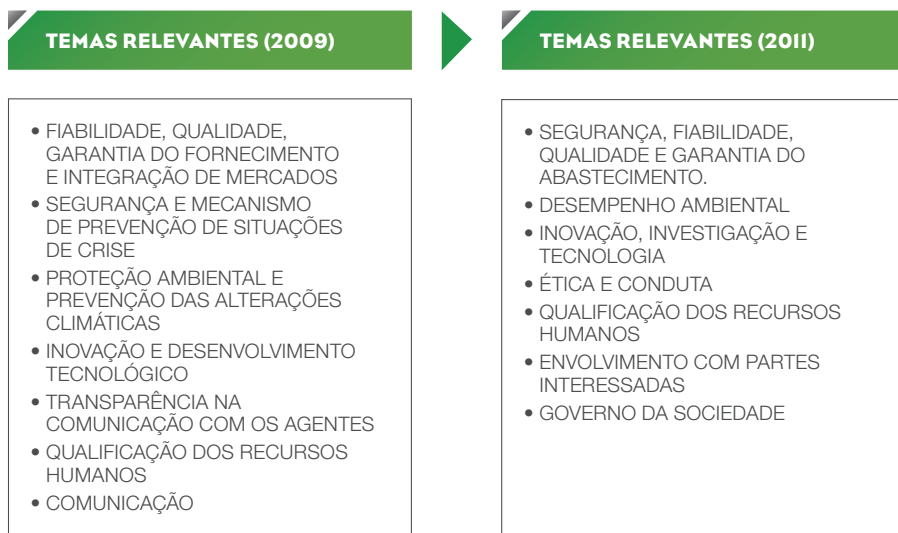 TEMAS RELEVANTES (2009)
• FIABILIDADE, QUALIDADE,
GARANTIA DO FORNECIMENTO
E INTEGRAÇÃO DE MERCADOS
• SEGURANÇA E MECANISMO
DE PREVENÇÃO DE SITUAÇÕES
DE CRISE
• PROTEÇÃO AMBIENTAL E
PREVENÇÃO DAS ALTERAÇÕES
CLIMÁTICAS
• INOVAÇÃO E DESENVOLVIMENTO
TECNOLÓGICO
• TRANSPARÊNCIA NA
COMUNICAÇÃO COM OS AGENTES
• QUALIFICAÇÃO DOS RECURSOS
HUMANOS
• COMUNICAÇÃO
TEMAS RELEVANTES (2011)
• SEGURANÇA, FIABILIDADE,
QUALIDADE E GARANTIA DO
ABASTECIMENTO.
• DESEMPENHO AMBIENTAL
• INOVAÇÃO, INVESTIGAÇÃO E
TECNOLOGIA
• ÉTICA E CONDUTA
• QUALIFICAÇÃO DOS RECURSOS
HUMANOS
• ENVOLVIMENTO COM PARTES
INTERESSADAS
• GOVERNO DA SOCIEDADE